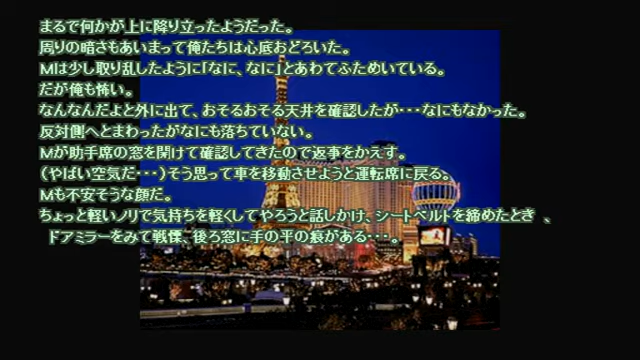 まるで何かが上に降り立ったようだった。
周りの暗さもあいまって俺たちは心底おどろいた。
Mは少し取り乱したように「なに、なに」とあわてふためいている。
だが俺も怖い。
なんなんだよと外に出て、おそるおそる天井を確認したが・・・なにもなかった。
反対側へとまわったがなにも落ちていない。
Mが助手席の窓を開けて確認してきたので返事をかえす。
(やばい空気だ・・・)そう思って車を移動させようと運転席に戻る。
Mも不安そうな顔だ。
ちょっと軽いノリで気持ちを軽くしてやろうと話しかけ、シートベルトを締めたとき 、
ドアミラーをみて戦慄、後ろ窓に手の平の痕がある・・・。